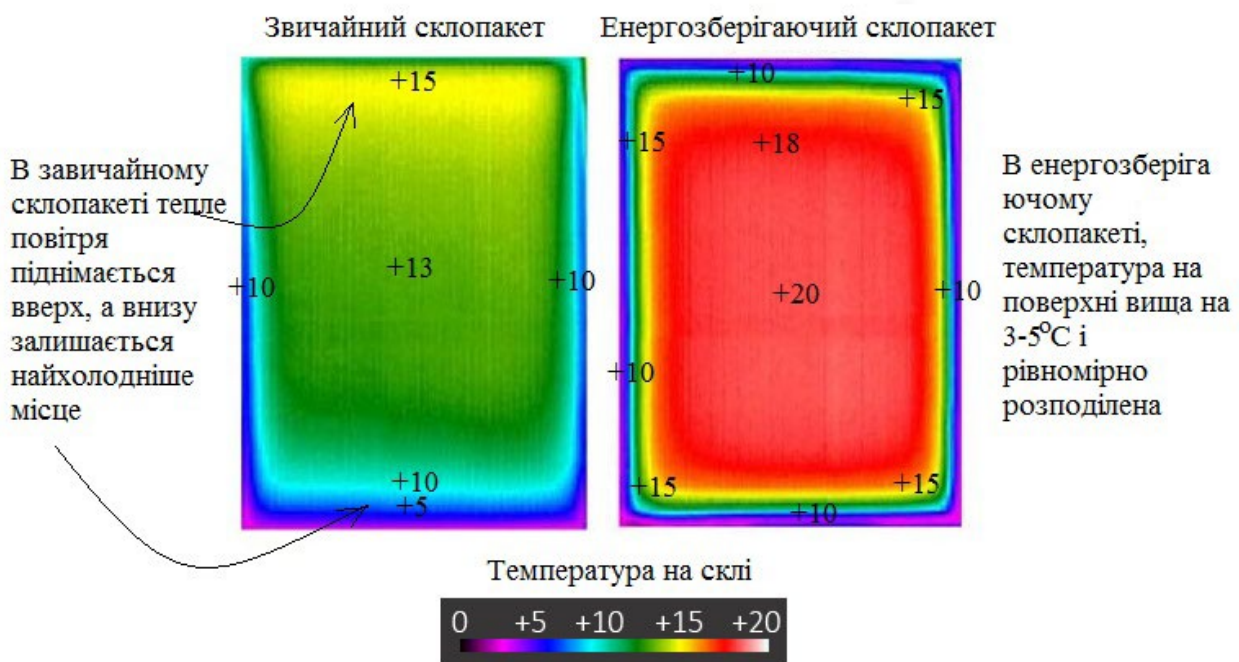 Звичайний склопакет
Енергозберігаючий склопакет
В завичайному
склопакеті тепле
повітря
піднімається
вверх, а внизу
залишається
найхолодніше
місце
+15
+13
+10
+10
+10
+5
+10
+15
+15
+18
+20
+10
+10
+15
+15
+10
В енергозберіга
ючому
склопакеті,
температура на
поверхні вища на
3-5⁰С і
рівномірно
розподілена
Температура на склі
0 +5 +10 +15 +20